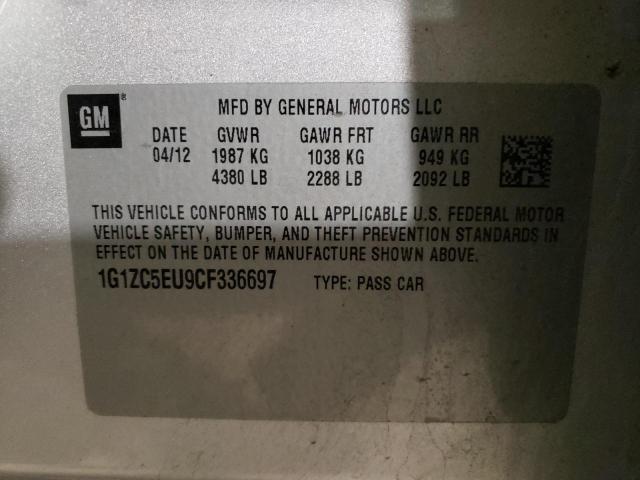 GM
MFD BY GENERAL MOTORS LLC
DATE GVWR GAWR FRT GAWR RR
04/12 1987 KG 1038 KG 949 KG
4380 LB 2288 LB 2092 LB
THIS VEHICLE CONFORMS TO ALL APPLICABLE U.S. FEDERAL MOTOR
VEHICLE SAFETY, BUMPER, AND THEFT PREVENTION STANDARDS IN
EFFECT ON THE DATE OF MANUFACTURE SHOWN ABOVE.
1G1ZC5EU9CF336697 TYPE: PASS CAR